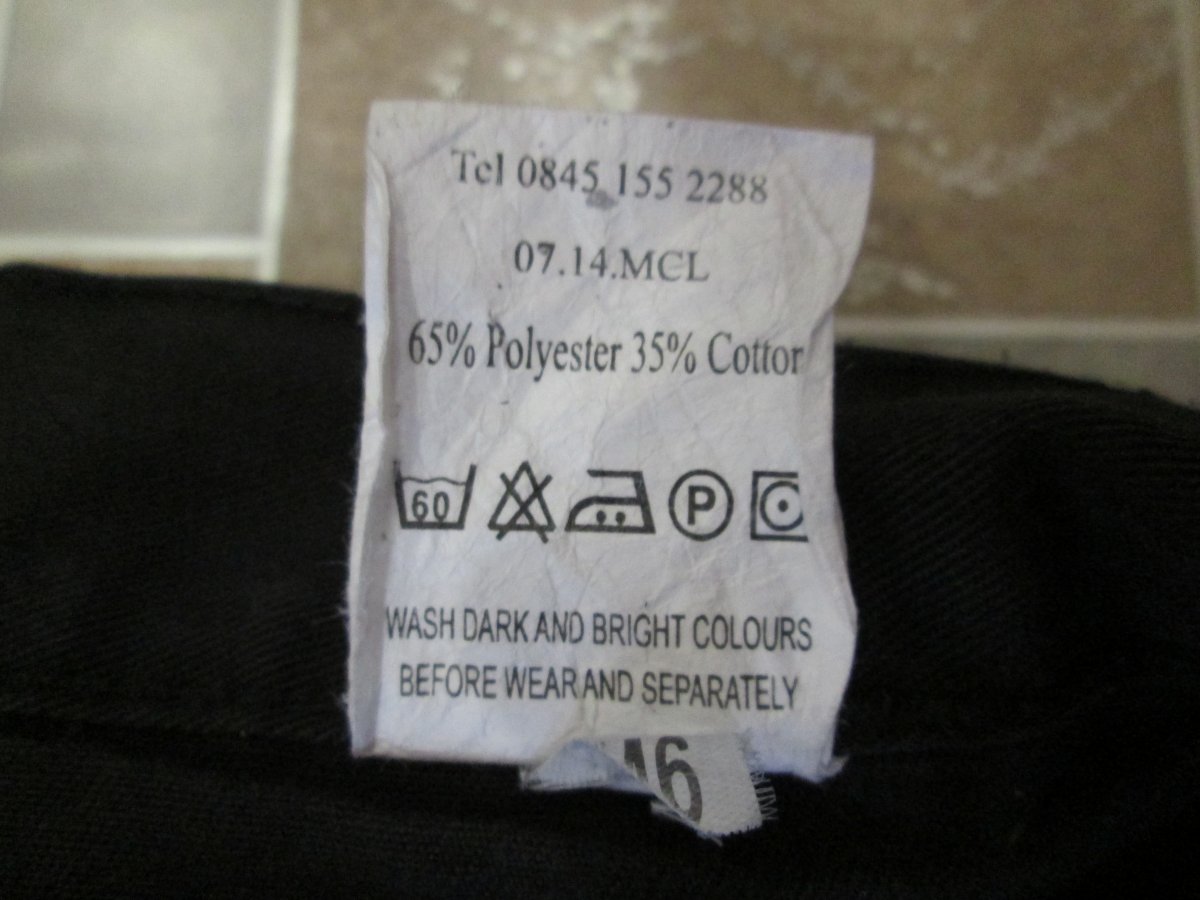 Tel 0845 155 2288
07.14.MCL
65% Polyester 35% Cotton
60 P
WASH DARK AND BRIGHT COLOURS
BEFORE WEAR AND SEPARATELY
16